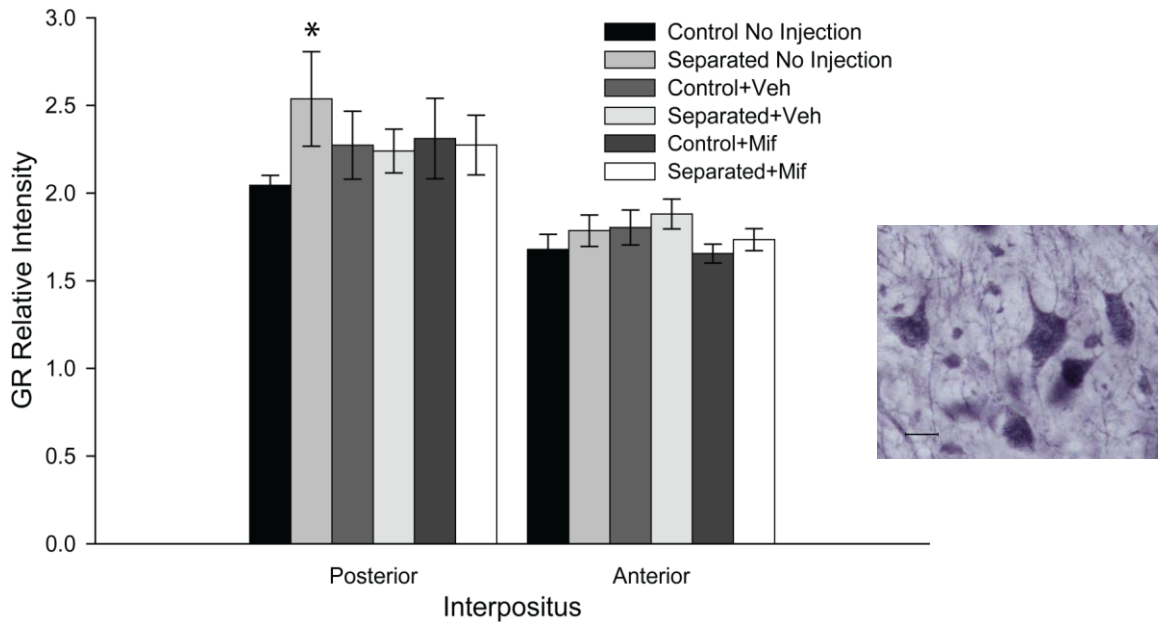 3.0
2.5
2.0
1.5
1.0
0.5
0.0
GR Relative Intensity
*
Control No Injection
Separated No Injection
Control+Veh
Separated+Veh
Control+Mif
Separated+Mif
Posterior
Anterior
Interpositus